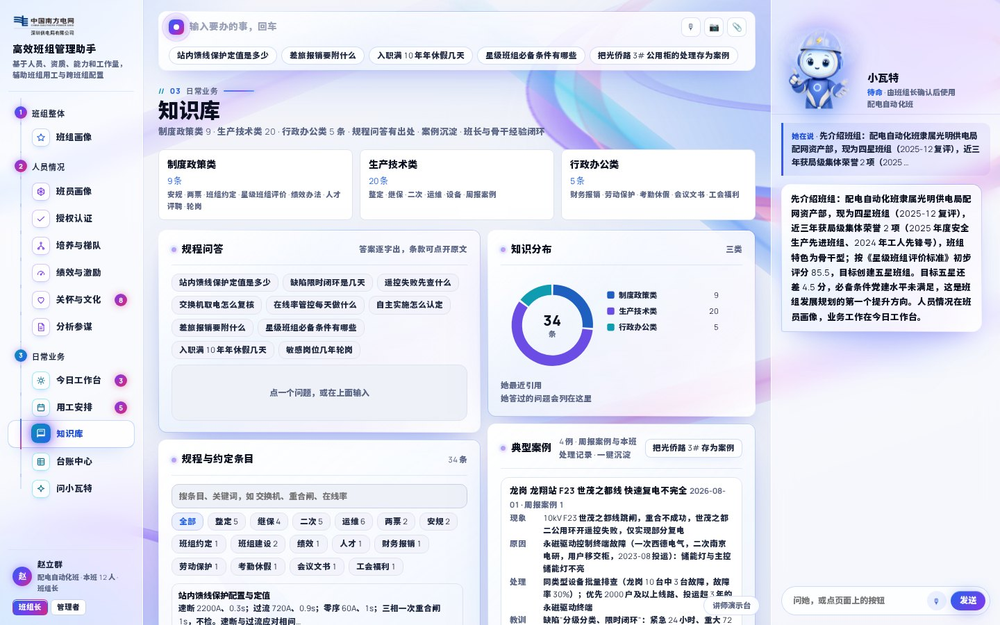 中国南方电网
CHINA SOUTHERN POWER GRID
深圳供电局有限公司
高效班组管理助手
基于人员、资质、能力和工作量，
辅助班组用工与跨班组配置
1 班组整体
班组画像
2 人员情况
班员画像
授权认证
培养与梯队
绩效与激励
关怀与文化 8
分析参谋
3 日常业务
今日工作台 3
用工安排 5
知识库
台账中心
问小瓦特
赵
赵立群
配电自动化班·本班 12 人·
班组长
班组长 管理者
输入要办的事，回车
站内馈线保护定值是多少 差旅报销要附什么 入职满 10 年年休假几天 星级班组必备条件有哪些 把光侨路 3# 公用柜的处理存为案例
// 03 日常业务
知识库
制度政策类 9 · 生产技术类 20 · 行政办公类 5 条 · 规程问答有出处 · 案例沉淀 · 班长与骨干经验闭环
制度政策类
9 条
安规·两票·班组约定·星级班组评价·绩效办法·人才
评聘·轮岗
生产技术类
20 条
整定·继保·二次·运维·设备·周报案例
行政办公类
5 条
财务报销·劳动保护·考勤休假·会议文书·工会福利
规程问答 答案逐字出，条款可点开原文
站内馈线保护定值是多少 缺陷限时闭环是几天 遥控失败先查什么
交换机取电怎么复核 在线率管控每天做什么 自主实施怎么认定
差旅报销要附什么 星级班组必备条件有哪些
入职满 10 年年休假几天 敏感岗位几年轮岗
点一个问题，或在上面输入
知识分布 三类
34
条
制度政策类 9
生产技术类 20
行政办公类 5
她最近引用
她答过的问题会列在这里
规程与约定条目 34 条
搜条目、关键词，如 交换机、重合闸、在线率
全部 整定 5 继保 4 二次 5 运维 6 两票 2 安规 2
班组约定 1 班组建设 2 绩效 1 人才 1 财务报销 1
劳动保护 1 考勤休假 1 会议文书 1 工会福利 1
站内馈线保护配置与定值
速断 2200A、0.3s；过流 720A、0.9s；零序 60A、1s；三相一次重合闸
1s，不检。速断与过流应对相间…
典型案例 4 例 · 周报案例与本班
处理记录 · 一键沉淀
把光侨路 3# 存为案例
龙岗 龙翔站 F23 世茂之都线 快速复电不完全 2026-08-
01 · 周报案例 1
现象 10kV F23 世茂之都线跳闸，重合不成功，世茂之都
二公用环开遥控失败，仅实现部分复电
原因 永磁驱动控制终端故障（一次西德电气，二次南京
电研，用户移交柜，2023-08 投运）：储能灯与主控
储能灯不亮
处理 同类型设备批量排查（龙岗 10 台中 3 台故障，故障
率 30%）；优先 2000 户及以上线路、投运超 3 年的
永磁驱动终端
教训 缺陷"分级分类、限时闭环"：紧急 24 小时、重大 72
讲师演示台
小瓦特
待命 · 由班组长确认后使用
配电自动化班
她在说 · 先介绍班组：配电自动化班隶属光明供电局
配网资产部，现为四星班组（2025-12 复评），近三
年获局级集体荣誉 2 项（2025 …
先介绍班组：配电自动化班隶属光明供电局配
网资产部，现为四星班组（2025-12 复评），
近三年获局级集体荣誉 2 项（2025 年度安全
生产先进班组、2024 年工人先锋号），班组
特色为骨干型；按《星级班组评价标准》初步
评分 85.5，目标创建五星班组。目标五星还
差 4.5 分，必备条件党建水平未满足，这是班
组发展规划的第一个提升方向。人员情况在班
员画像，业务工作在今日工作台。
问她，或点页面上的按钮
发送